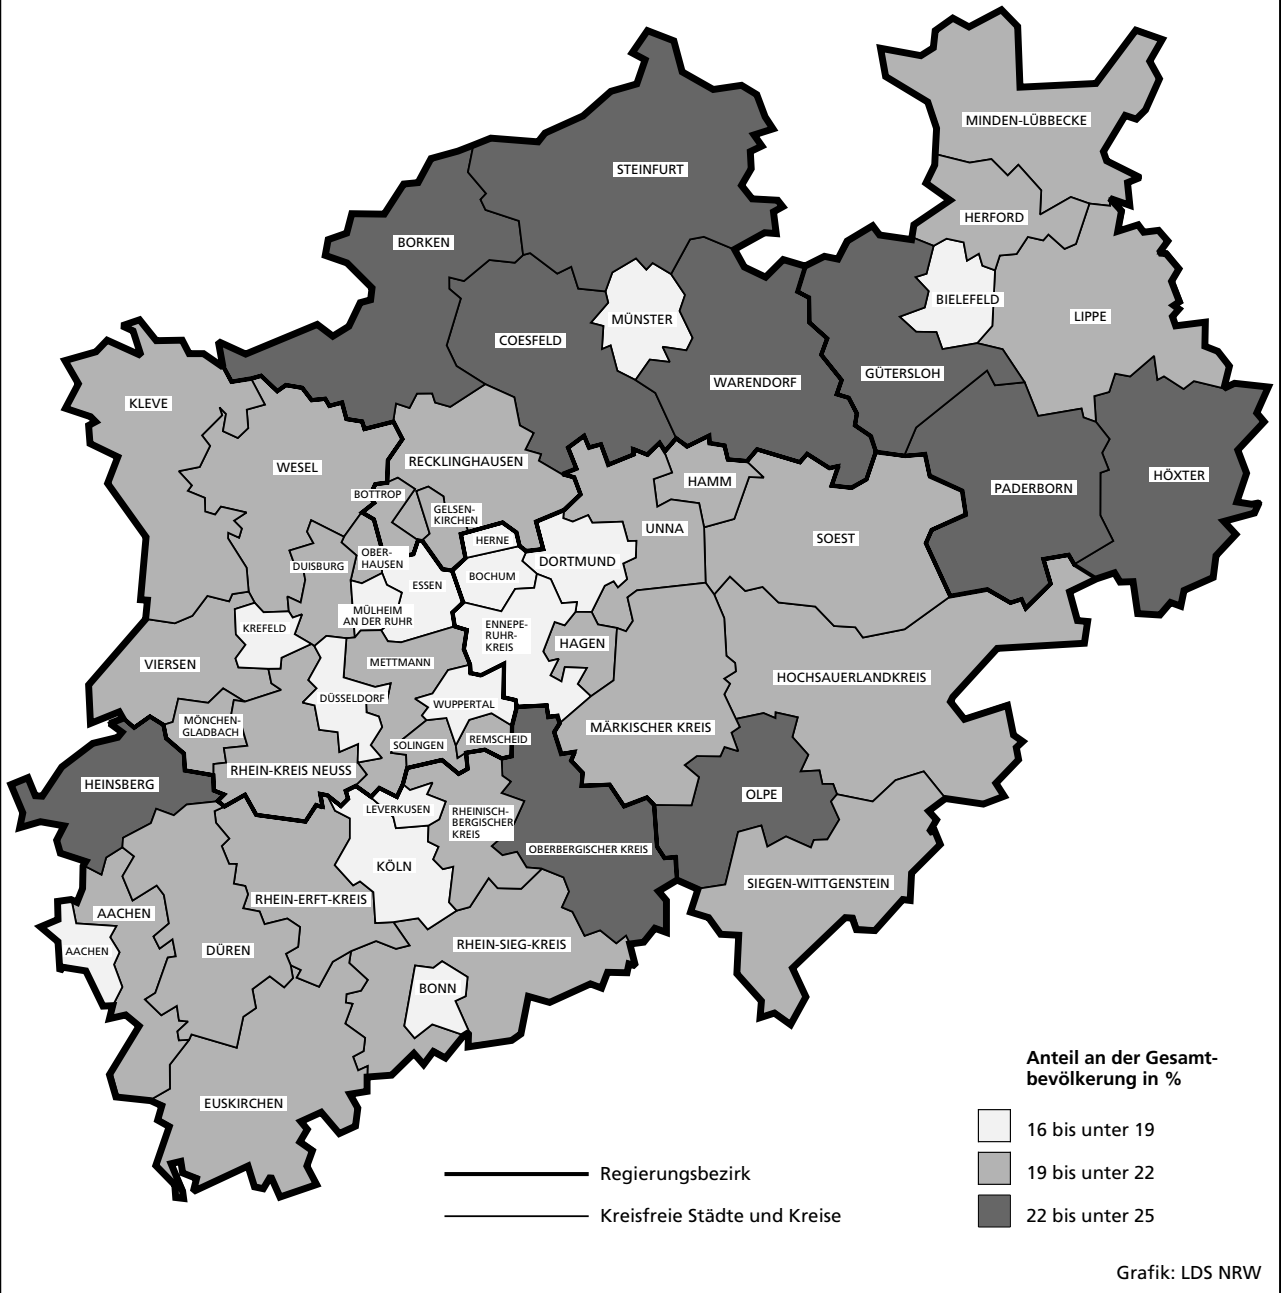 MINDEN-LÜBBECKE
STEINFURT
HERFORD
BORKEN
BIELEFELD
LIPPE
MÜNSTER
COESFELD
GÜTERSLOH
WARENDORF
KLEVE
RECKLINGHAUSEN
WESEL
HÖXTER
HAMM
PADERBORN
BOTTROP
GELSEN-
KIRCHEN
UNNA
SOEST
HERNE
OBER-
HAUSEN
DORTMUND
DUISBURG
BOCHUM
ESSEN
MÜLHEIM
AN DER RUHR
KREFELD
ENNEPE-
RUHR-
KREIS
HAGEN
METTMANN
VIERSEN
HOCHSAUERLANDKREIS
DÜSSELDORF
WUPPERTAL
MÖNCHEN-
GLADBACH
MÄRKISCHER KREIS
REMSCHEID
SOLINGEN
RHEIN-KREIS NEUSS
HEINSBERG
OLPE
LEVERKUSEN
RHEINISCH-
BERGISCHER
KREIS
OBERBERGISCHER KREIS
KÖLN
SIEGEN-WITTGENSTEIN
RHEIN-ERFT-KREIS
AACHEN
RHEIN-SIEG-KREIS
AACHEN
DÜREN
BONN
EUSKIRCHEN
Anteil an der Gesamt-
bevölkerung in %
16 bis unter 19
19 bis unter 22
22 bis unter 25
Regierungsbezirk
Kreisfreie Städte und Kreise
Grafik: LDS NRW